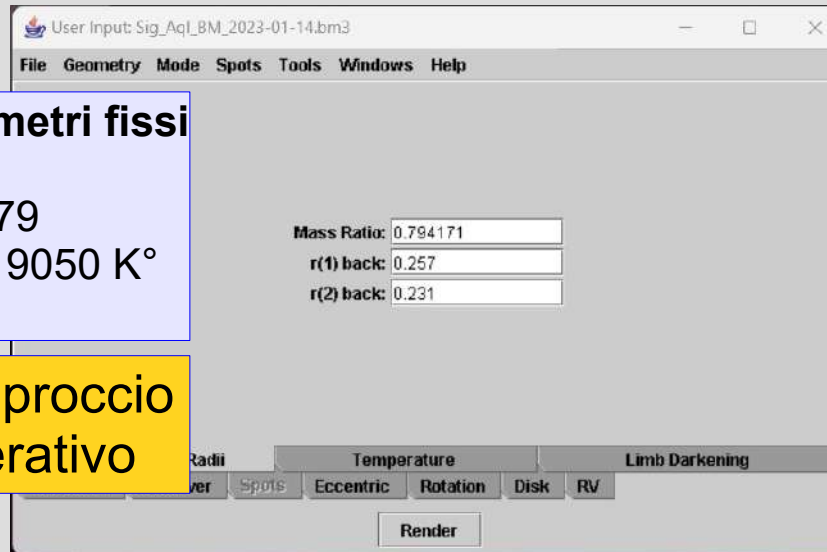 User Input: Sig_Aql_BM_2023-01-14.bm3
File Geometry Mode Spots Tools Windows Help
metri fissi
79
9050 K°
Mass Ratio: 0.794171
r(1) back: 0.257
r(2) back: 0.231
proccio
erativo
Radii Temperature Limb Darkening
ver Spots Eccentric Rotation Disk RV
Render